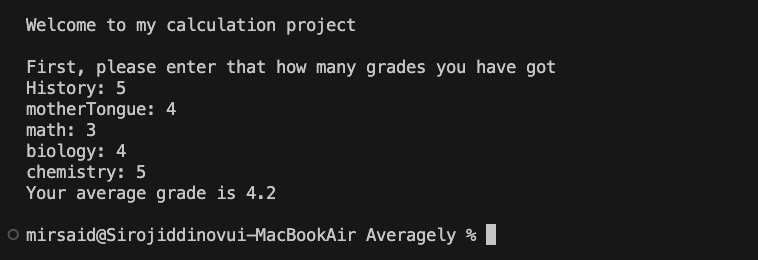 Welcome to my calculation project
First, please enter that how many grades you have got
History: 5
motherTongue: 4
math: 3
biology: 4
chemistry: 5
Your average grade is 4.2
mirsaid@Sirojiddinovui-MacBookAir Averagely %